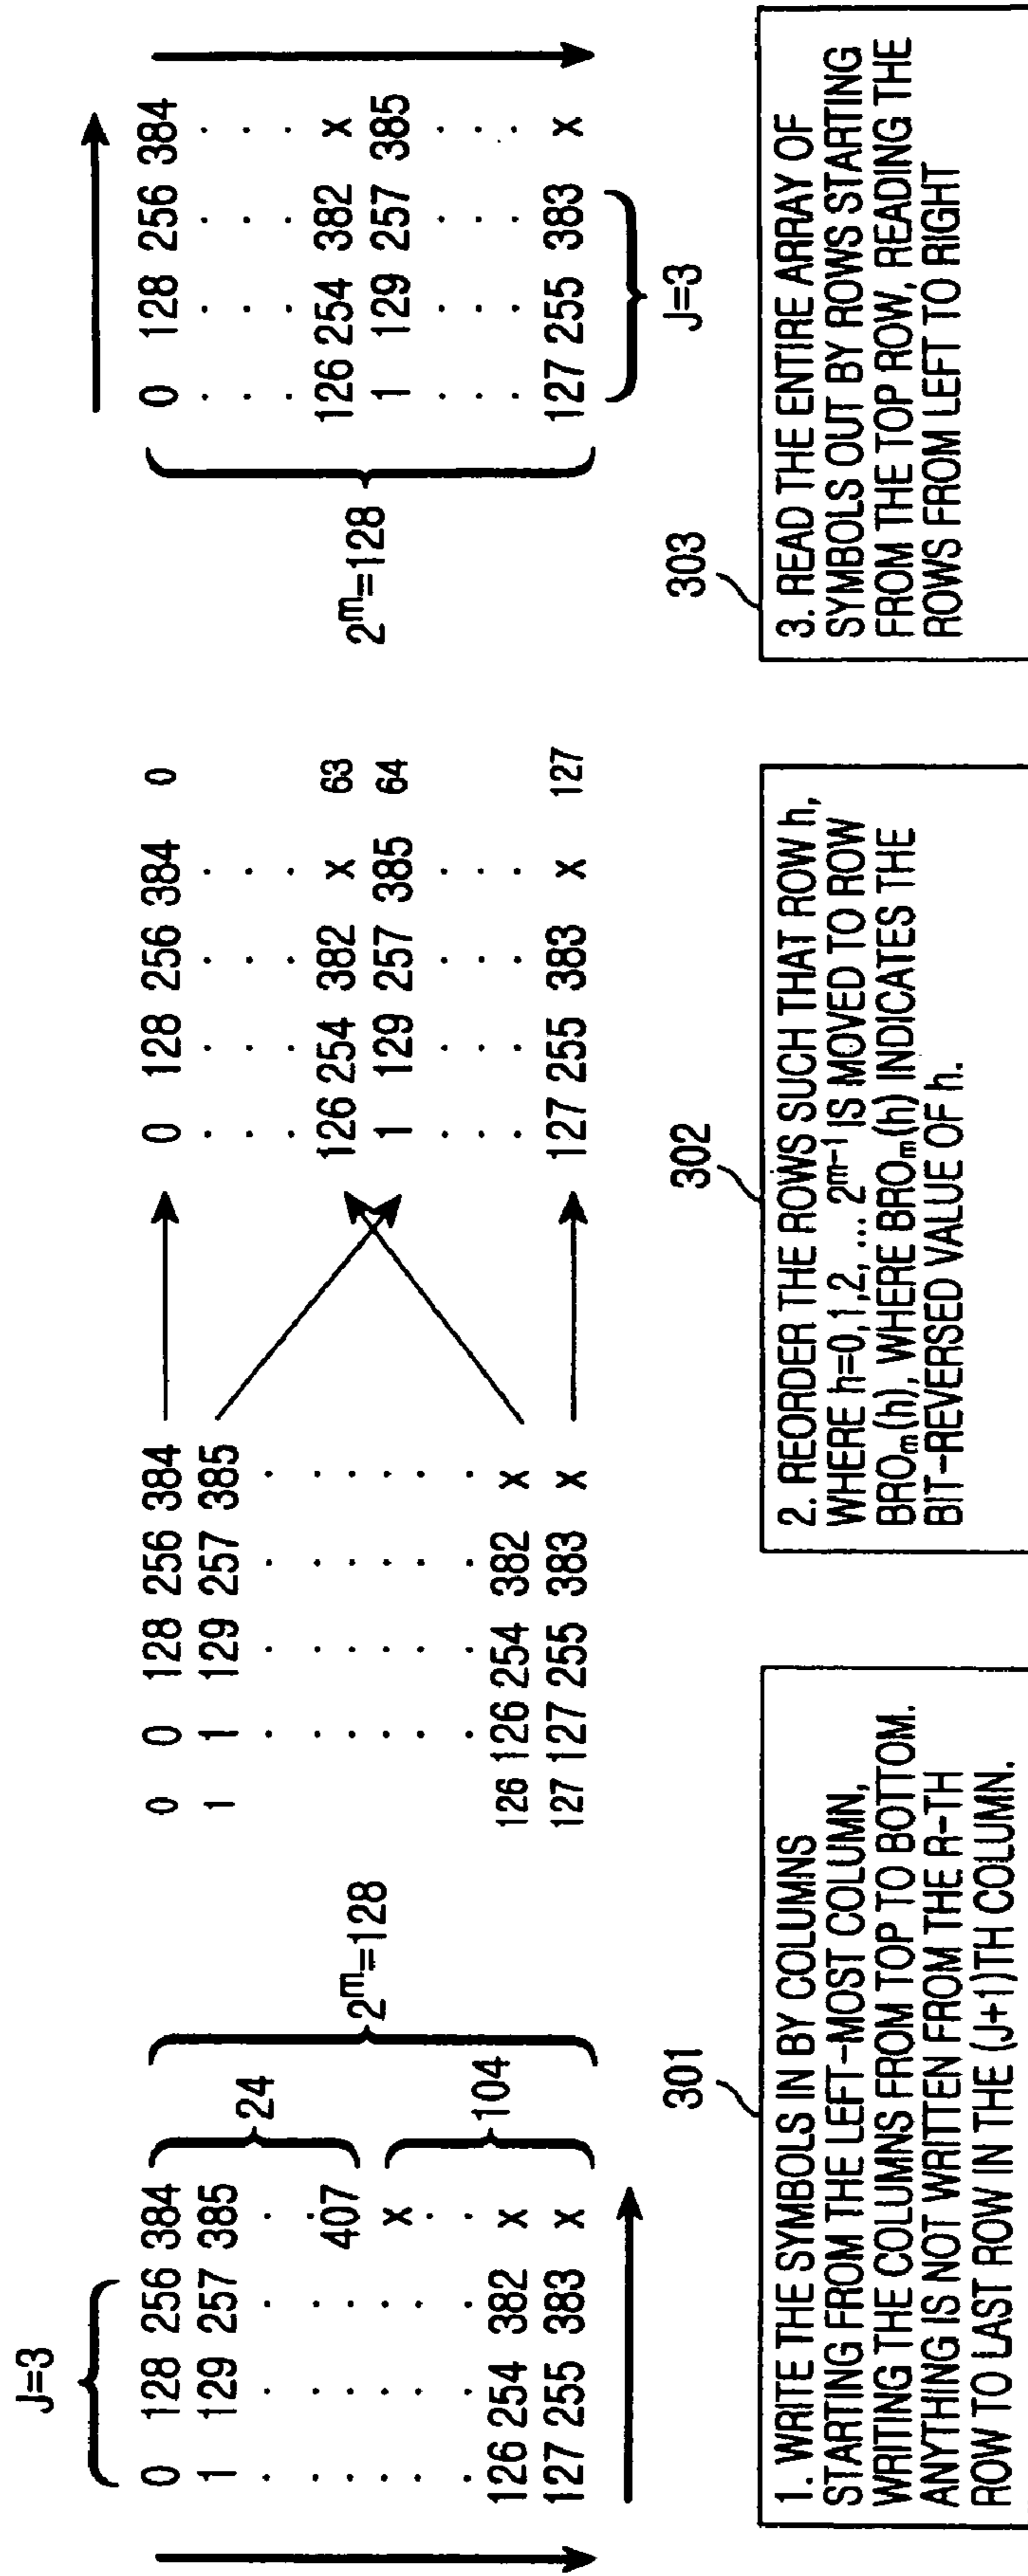 J=3
0 128 256 384
1 129 257 385
. . . .
407
24
X
104
126 254 382 X
127 255 383 X
2^m=128
0 0 128 256 384
1 1 129 257 385
. . . .
126 126 254 382 X
127 127 255 383 X
0 128 256 384 0
. . . .
126 254 382 X 63
1 129 257 385 64
. . . .
127 255 383 X 127
2^m=128
0 128 256 384
. . . .
126 254 382 X
1 129 257 385
. . . .
127 255 383 X
J=3
301
1. WRITE THE SYMBOLS IN BY COLUMNS
STARTING FROM THE LEFT-MOST COLUMN,
WRITING THE COLUMNS FROM TOP TO BOTTOM.
ANYTHING IS NOT WRITTEN FROM THE R-TH
ROW TO LAST ROW IN THE (J+1)TH COLUMN.
302
2. REORDER THE ROWS SUCH THAT ROW h,
WHERE h=0,1,2, ... 2^m-1 IS MOVED TO ROW
BROm(h), WHERE BROm(h) INDICATES THE
BIT-REVERSED VALUE OF h.
303
3. READ THE ENTIRE ARRAY OF
SYMBOLS OUT BY ROWS STARTING
FROM THE TOP ROW, READING THE
ROWS FROM LEFT TO RIGHT